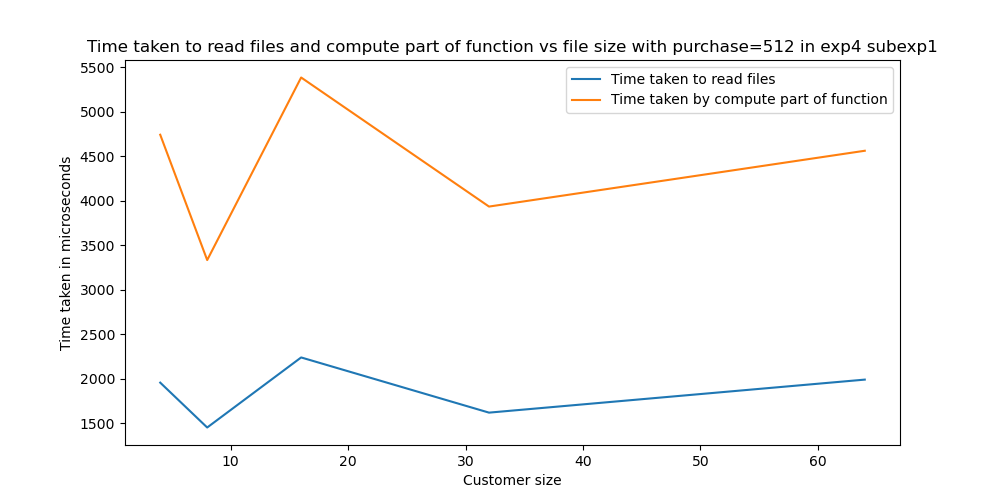 Time taken to read files and compute part of function vs file size with purchase=512 in exp4 subexp1
Time taken to read files
Time taken by compute part of function
Time taken in microseconds
5500
5000
4500
4000
3500
3000
2500
2000
1500
10 20 30 40 50 60
Customer size